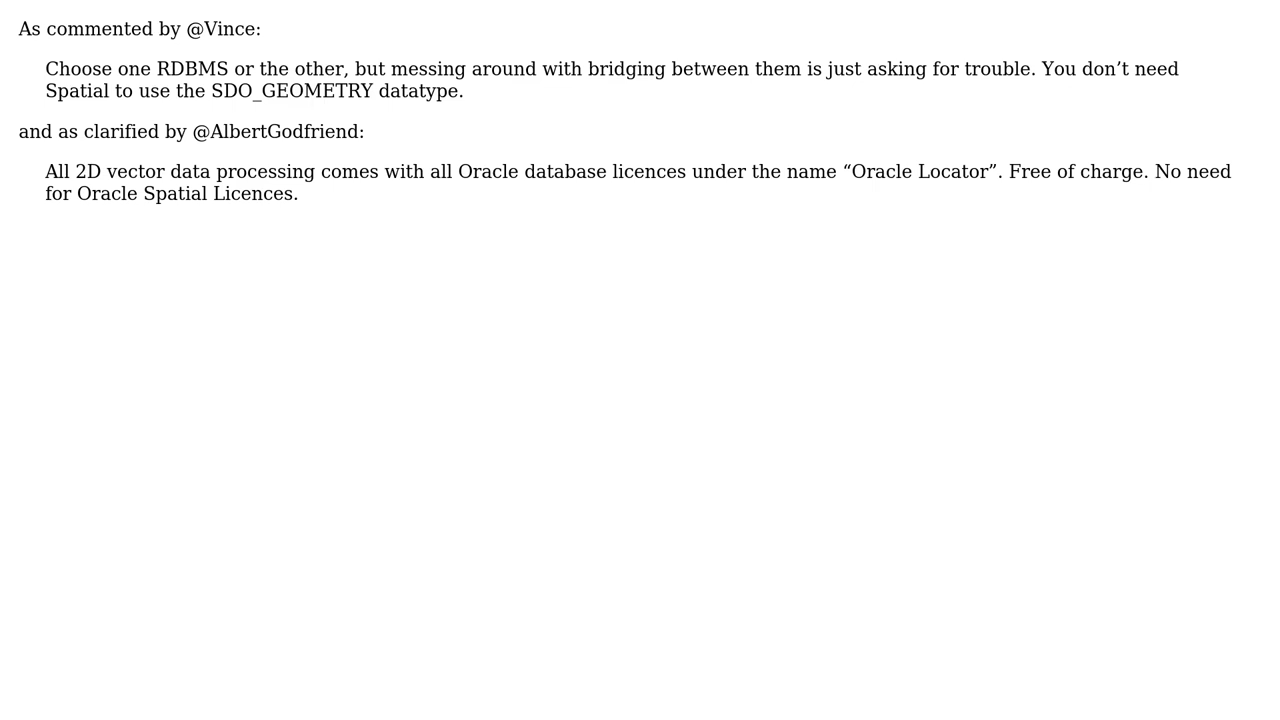 As commented by @Vince:
Choose one RDBMS or the other, but messing around with bridging between them is just asking for trouble. You don’t need
Spatial to use the SDO_GEOMETRY datatype.
and as clarified by @AlbertGodfriend:
All 2D vector data processing comes with all Oracle database licences under the name “Oracle Locator”. Free of charge. No need
for Oracle Spatial Licences.